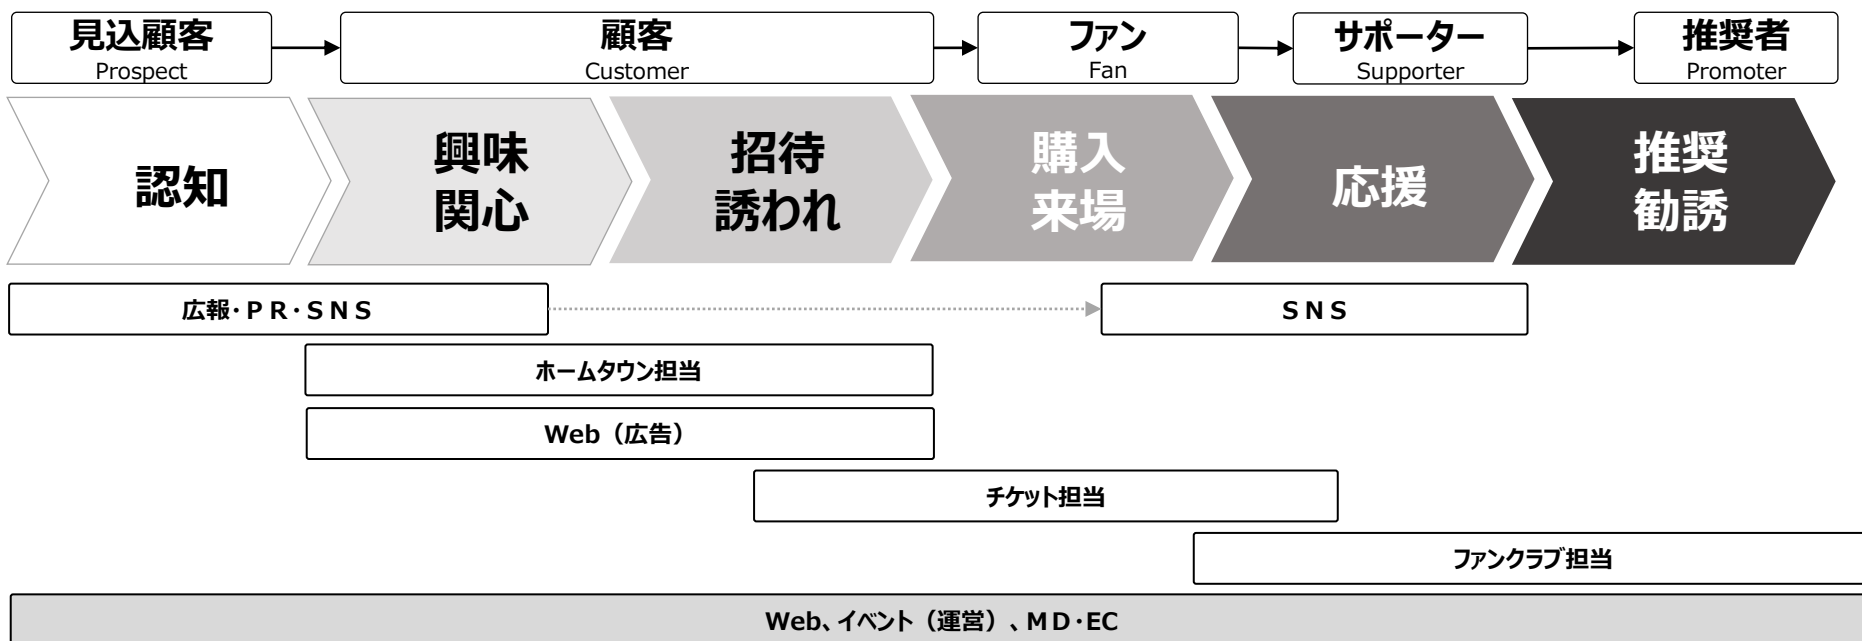 見込顧客
Prospect
顧客
Customer
ファン
Fan
サポーター
Supporter
推奨者
Promoter
認知
興味
関心
招待
誘われ
購入
来場
応援
推奨
勧誘
広報・ＰＲ・ＳＮＳ
ＳＮＳ
ホームタウン担当
Web（広告）
チケット担当
ファンクラブ担当
Web、イベント（運営）、ＭＤ・EC